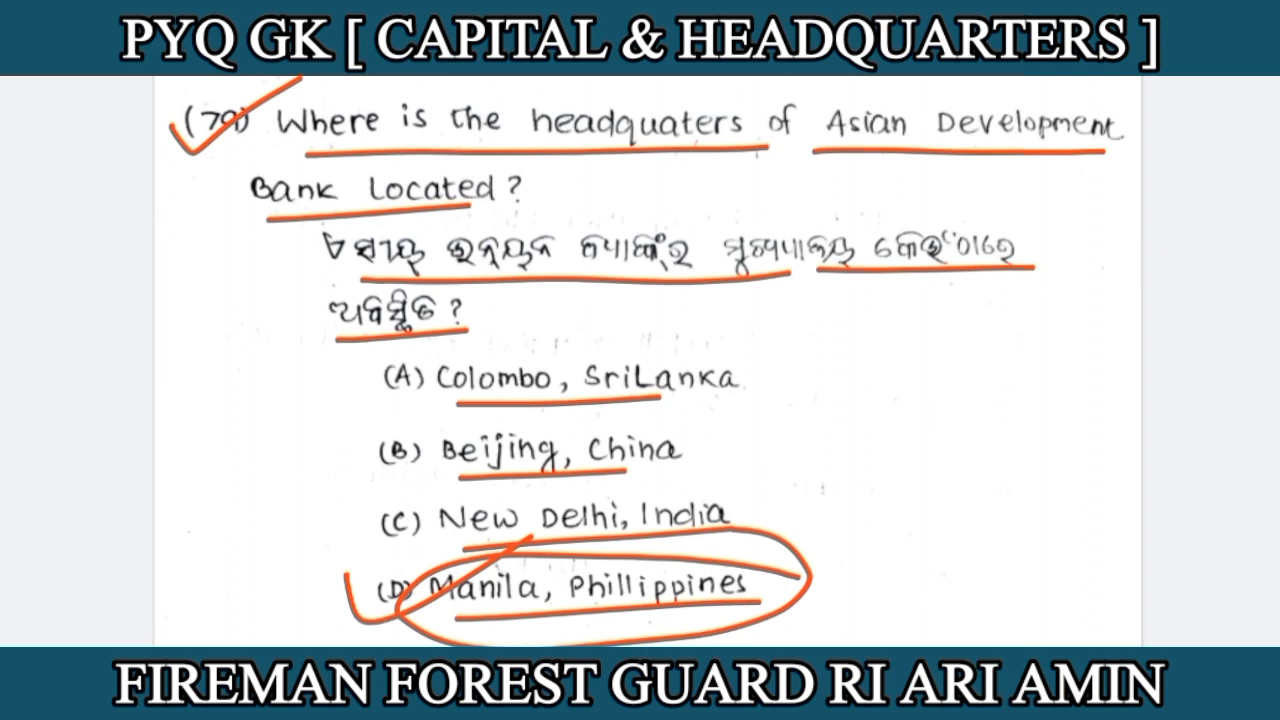 PYQ GK [ CAPITAL & HEADQUARTERS ]
(79) Where is the headquaters of Asian Development
Bank Located?
ଏସୀୟ ଉନ୍ନୟନ ବ୍ୟାଙ୍କର ମୁଖ୍ୟାଳୟ କେଉଁଠାରେ
ଅବସ୍ଥିତ ?
(A) Colombo, SriLanka
(B) Beijing, China
(C) New Delhi, India
(D) Manila, Phillippines
FIREMAN FOREST GUARD RI ARI AMIN